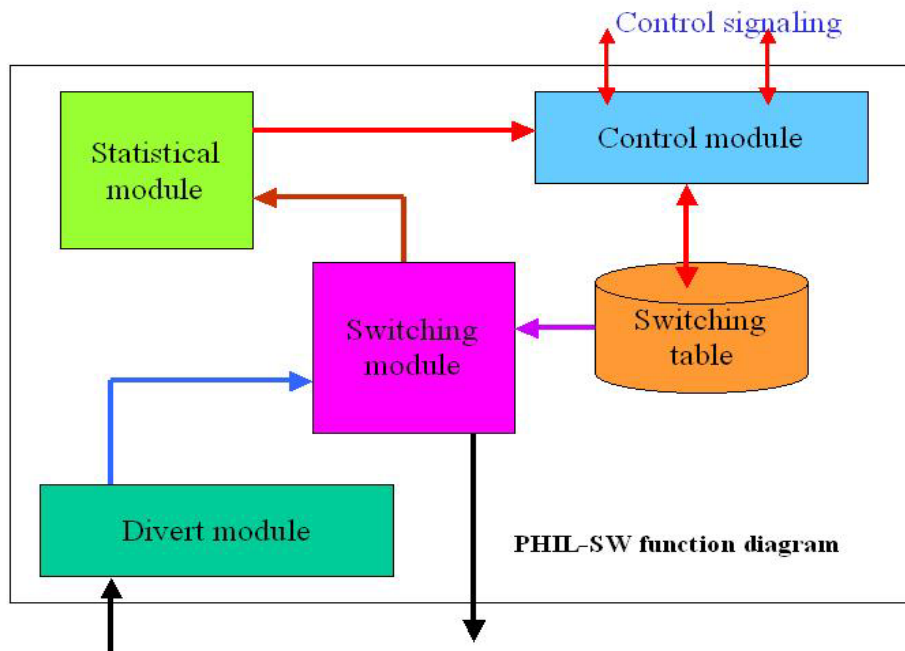 Control signaling
Statistical
module
Control module
Switching
module
Switching
table
Divert module
PHIL-SW function diagram